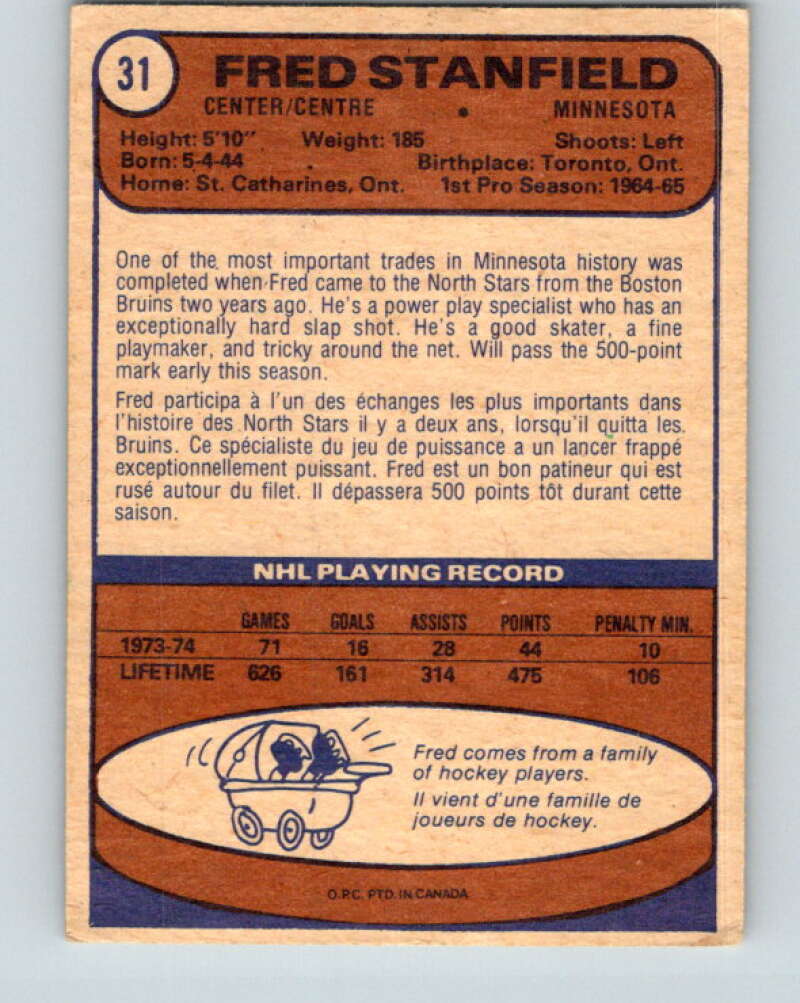 31
FRED STANFIELD
CENTER/CENTRE • MINNESOTA
Height: 5'10" Weight: 185 Shoots: Left
Born: 5-4-44 Birthplace: Toronto, Ont.
Home: St. Catharines, Ont. 1st Pro Season: 1964-65
One of the most important trades in Minnesota history was
completed when Fred came to the North Stars from the Boston
Bruins two years ago. He's a power play specialist who has an
exceptionally hard slap shot. He's a good skater, a fine
playmaker, and tricky around the net. Will pass the 500-point
mark early this season.
Fred participa à l'un des échanges les plus importants dans
l'histoire des North Stars il y a deux ans, lorsqu'il quitta les
Bruins. Ce spécialiste du jeu de puissance a un lancer frappé
exceptionnellement puissant. Fred est un bon patineur qui est
rusé autour du filet. Il dépassera 500 points tôt durant cette
saison.
NHL PLAYING RECORD
GAMES GOALS ASSISTS POINTS PENALTY MIN.
1973-74 71 16 28 44 10
LIFETIME 626 161 314 475 106
Fred comes from a family
of hockey players.
Il vient d'une famille de
joueurs de hockey.
O.P.C. PTD. IN CANADA